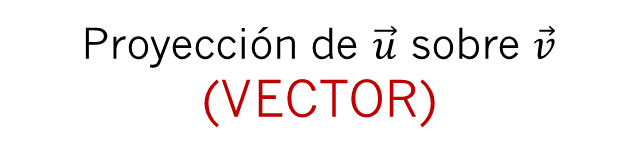 Proyección de 𝑢⃗ sobre 𝑣⃗
(VECTOR)